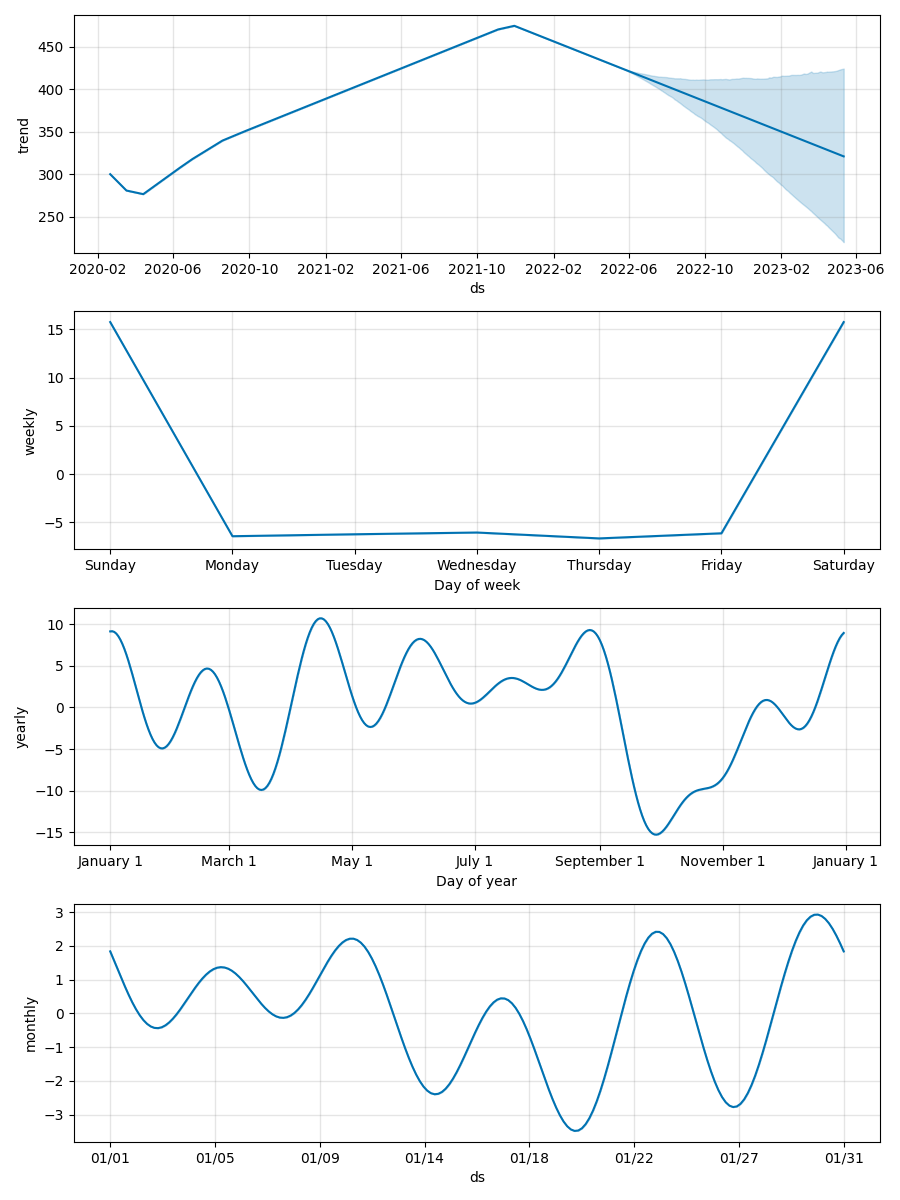 450
400
350
300
250
trend
2020-02 2020-06 2020-10 2021-02 2021-06 2021-10 2022-02 2022-06 2022-10 2023-02 2023-06
ds
15
10
5
0
−5
weekly
Sunday Monday Tuesday Wednesday Thursday Friday Saturday
Day of week
10
5
0
−5
−10
−15
yearly
January 1 March 1 May 1 July 1 September 1 November 1 January 1
Day of year
3
2
1
0
−1
−2
−3
monthly
01/01 01/05 01/09 01/14 01/18 01/22 01/27 01/31
ds